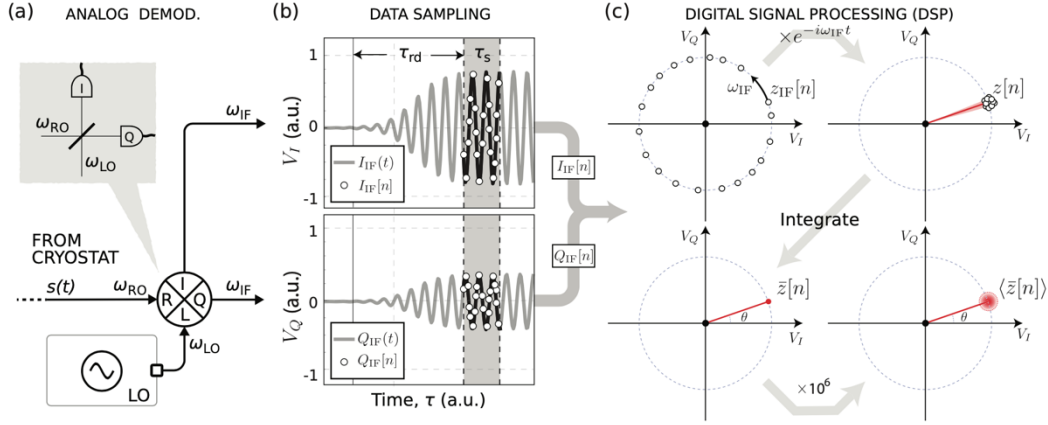 (a) ANALOG DEMOD.
I
Q
ω_RO
ω_LO
ω_IF
FROM
CRYOSTAT
s(t)
ω_RO
I
R Q
L
ω_IF
ω_LO
LO
(b) DATA SAMPLING
V_I (a.u.)
1
0
-1
τ_rd
τ_s
I_IF(t)
I_IF[n]
V_Q (a.u.)
1
0
-1
Q_IF(t)
Q_IF[n]
Time, τ (a.u.)
I_IF[n]
Q_IF[n]
(c) DIGITAL SIGNAL PROCESSING (DSP)
V_Q
ω_IF
z_IF[n]
V_I
×e^{-iω_IF t}
V_Q
z[n]
V_I
Integrate
V_Q
z̄[n]
θ
V_I
×10⁶
V_Q
⟨z̄[n]⟩
θ
V_I